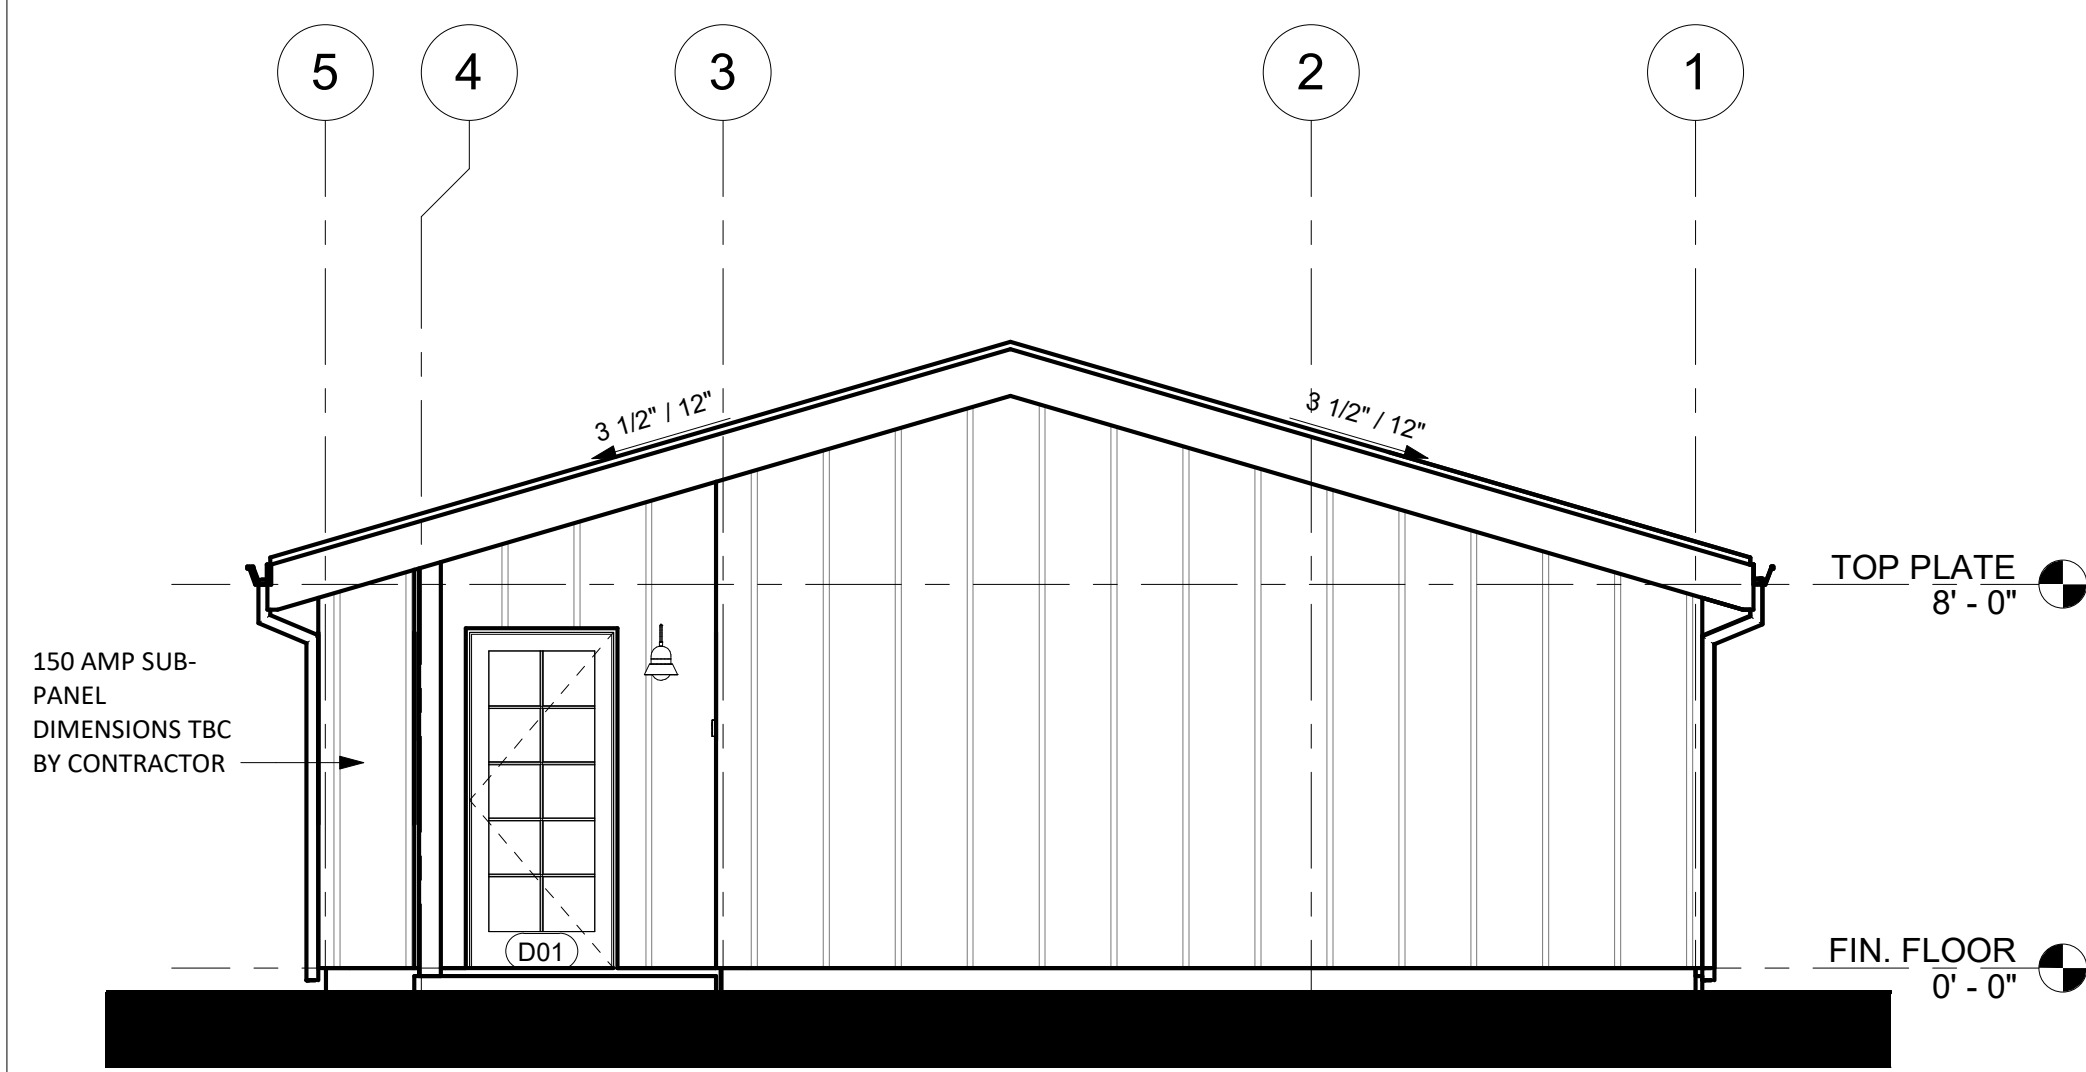 5
4
3
2
1
3 1/2" / 12"
3 1/2" / 12"
TOP PLATE
8' - 0"
150 AMP SUB-
PANEL
DIMENSIONS TBC
BY CONTRACTOR
D01
FIN. FLOOR
0' - 0"